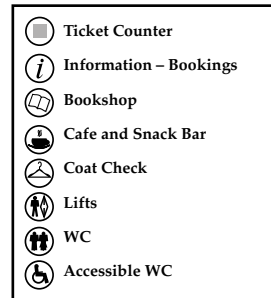 Ticket Counter
i Information – Bookings
Bookshop
Cafe and Snack Bar
Coat Check
Lifts
WC
Accessible WC